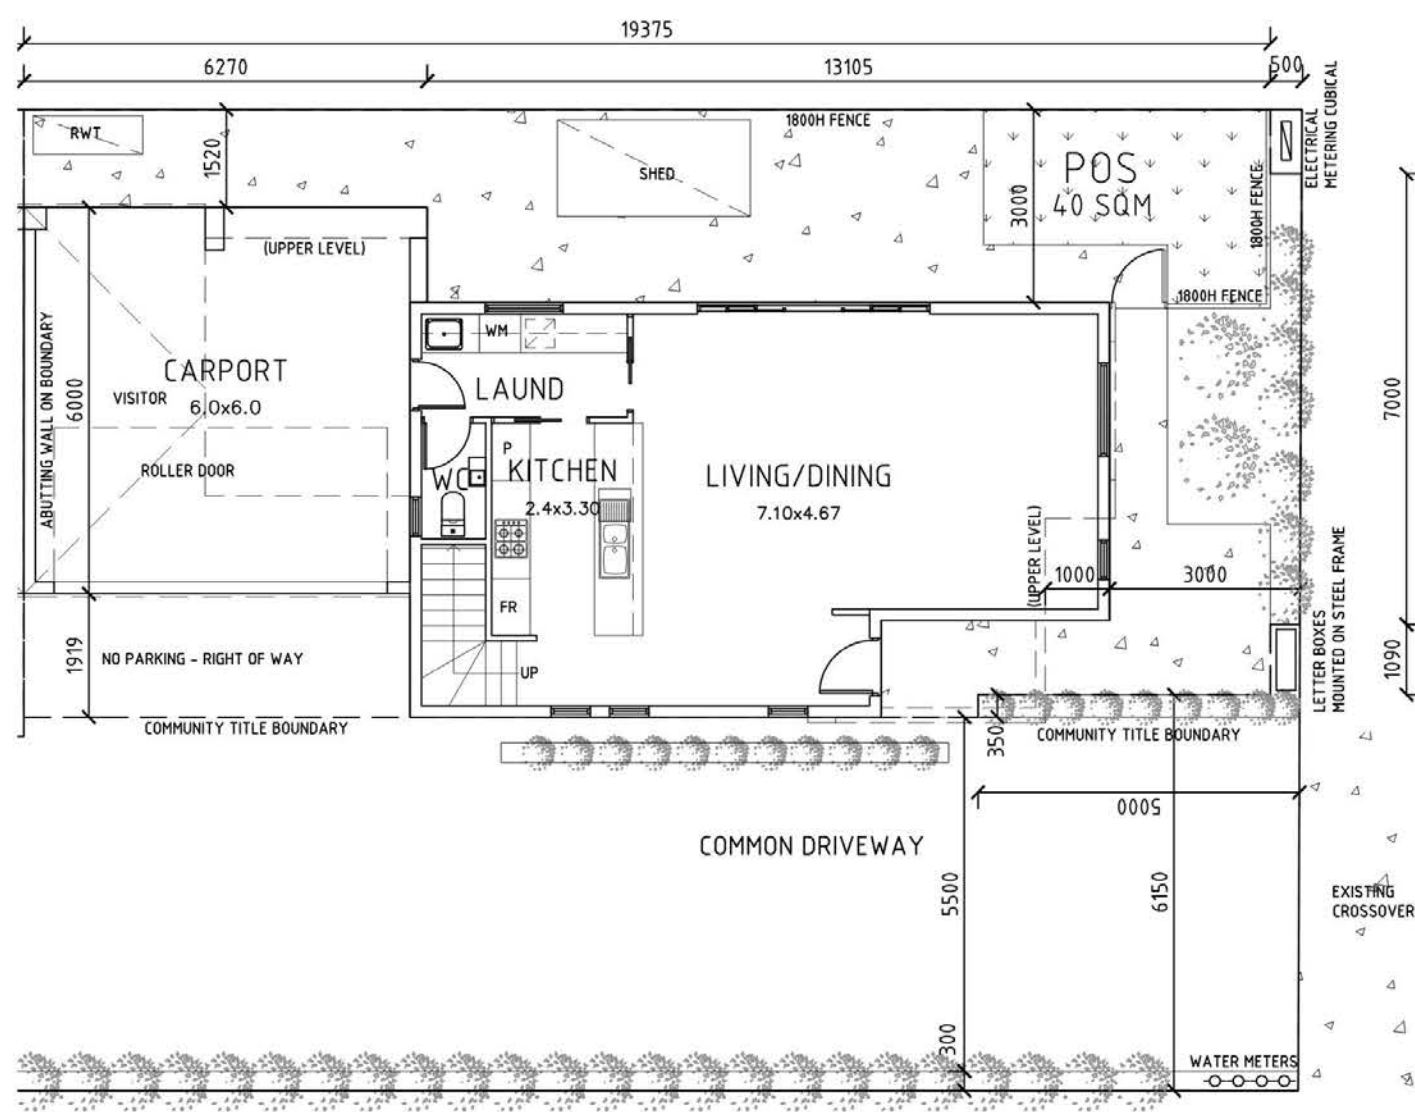 19375
6270
13105
500
ELECTRICAL
METERING CUBICAL
RWT
1520
SHED
1800H FENCE
POS
40 SQM
3000
1800H FENCE
1800H FENCE
(UPPER LEVEL)
ABUTTING WALL ON BOUNDARY
6000
CARPORT
6.0x6.0
VISITOR
ROLLER DOOR
WM
LAUND
P
WC
KITCHEN
2.4x3.30
LIVING/DINING
7.10x4.67
7000
(UPPER LEVEL)
1000
3000
FR
UP
1919
NO PARKING - RIGHT OF WAY
COMMUNITY TITLE BOUNDARY
LETTER BOXES
MOUNTED ON STEEL FRAME
1090
350
COMMUNITY TITLE BOUNDARY
5000
COMMON DRIVEWAY
5500
6150
EXISTING
CROSSOVER
300
WATER METERS